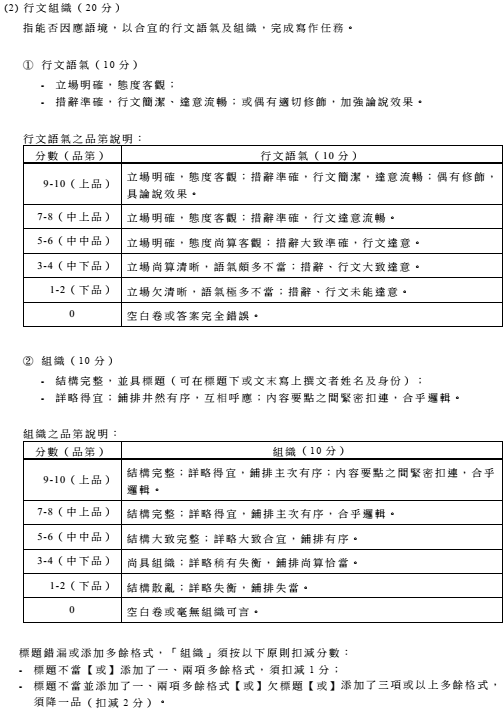 (2) 行文組織（20 分）
指能否因應語境，以合宜的行文語氣及組織，完成寫作任務。
① 行文語氣（10 分）
- 立場明確，態度客觀；
- 措辭準確，行文簡潔、達意流暢；或偶有適切修飾，加強論說效果。
行文語氣之品第說明：
分數（品第） 行文語氣（10 分）
9-10（上品） 立場明確，態度客觀；措辭準確，行文簡潔，達意流暢；偶有修飾，
具論說效果。
7-8（中上品） 立場明確，態度客觀；措辭準確，行文達意流暢。
5-6（中中品） 立場明確，態度尚算客觀；措辭大致準確，行文達意。
3-4（中下品） 立場尚算清晰，語氣頗多不當；措辭、行文大致達意。
1-2（下品） 立場欠清晰，語氣極多不當；措辭、行文未能達意。
0 空白卷或答案完全錯誤。
② 組織（10 分）
- 結構完整，並具標題（可在標題下或文末寫上撰文者姓名及身份）；
- 詳略得宜；鋪排井然有序，互相呼應；內容要點之間緊密扣連，合乎邏輯。
組織之品第說明：
分數（品第） 組織（10 分）
9-10（上品） 結構完整；詳略得宜，鋪排主次有序；內容要點之間緊密扣連，合乎
邏輯。
7-8（中上品） 結構完整；詳略得宜，鋪排主次有序，合乎邏輯。
5-6（中中品） 結構大致完整；詳略大致合宜，鋪排有序。
3-4（中下品） 尚具組織；詳略稍有失衡，鋪排尚算恰當。
1-2（下品） 結構散亂；詳略失衡，鋪排失當。
0 空白卷或毫無組織可言。
標題錯漏或添加多餘格式，「組織」須按以下原則扣減分數：
- 標題不當【或】添加了一、兩項多餘格式，須扣減 1 分；
- 標題不當並添加了一、兩項多餘格式【或】欠標題【或】添加了三項或以上多餘格式，
須降一品（扣減 2 分）。